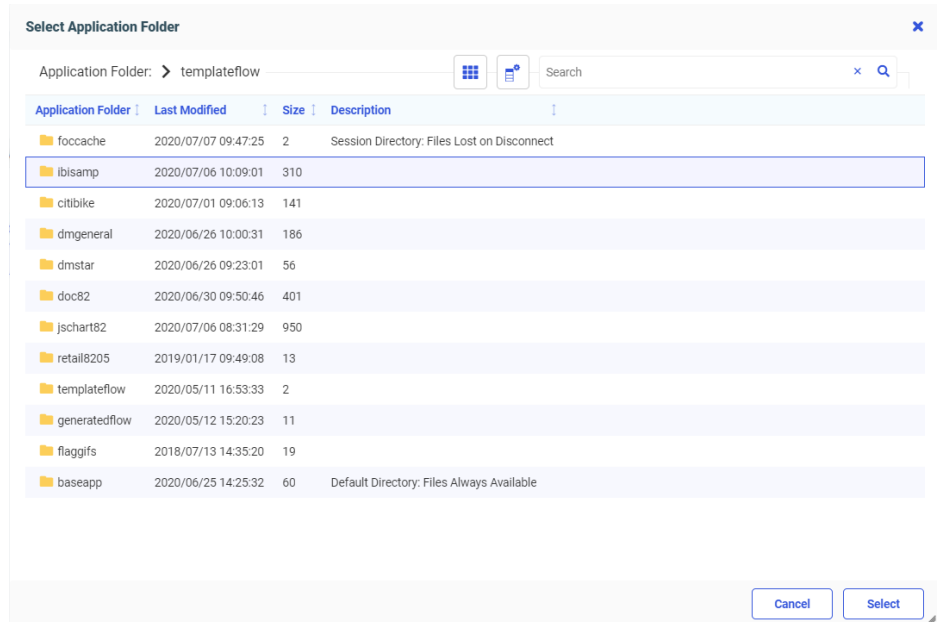 Select Application Folder
Application Folder: templateflow
Search
Application Folder Last Modified Size Description
foccache 2020/07/07 09:47:25 2 Session Directory: Files Lost on Disconnect
ibisamp 2020/07/06 10:09:01 310
citibike 2020/07/01 09:06:13 141
dmgeneral 2020/06/26 10:00:31 186
dmstar 2020/06/26 09:23:01 56
doc82 2020/06/30 09:50:46 401
jschart82 2020/07/06 08:31:29 950
retail8205 2019/01/17 09:49:08 13
templateflow 2020/05/11 16:53:33 2
generatedflow 2020/05/12 15:20:23 11
flaggifs 2018/07/13 14:35:20 19
baseapp 2020/06/25 14:25:32 60 Default Directory: Files Always Available
Cancel Select